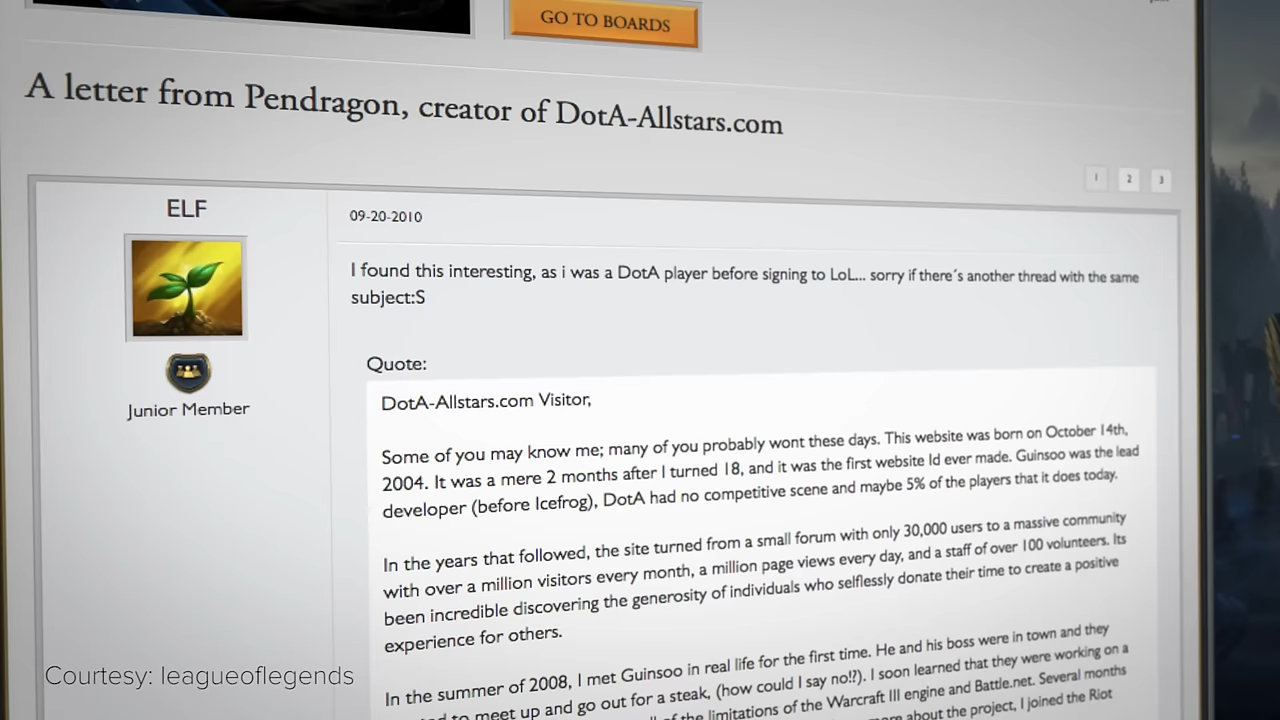 GO TO BOARDS
A letter from Pendragon, creator of DotA-Allstars.com
1 2 3
ELF
Junior Member
09-20-2010
I found this interesting, as i was a DotA player before signing to LoL... sorry if there´s another thread with the same
subject:S
Quote:
DotA-Allstars.com Visitor,
Some of you may know me; many of you probably wont these days. This website was born on October 14th,
2004. It was a mere 2 months after I turned 18, and it was the first website Id ever made. Guinsoo was the lead
developer (before Icefrog), DotA had no competitive scene and maybe 5% of the players that it does today.
In the years that followed, the site turned from a small forum with only 30,000 users to a massive community
with over a million visitors every month, a million page views every day, and a staff of over 100 volunteers. Its
been incredible discovering the generosity of individuals who selflessly donate their time to create a positive
experience for others.
In the summer of 2008, I met Guinsoo in real life for the first time. He and his boss were in town and they
to meet up and go out for a steak, (how could I say no!?). I soon learned that they were working on a
of the limitations of the Warcraft III engine and Battle.net. Several months
about the project, I joined the Riot
Courtesy: leagueoflegends